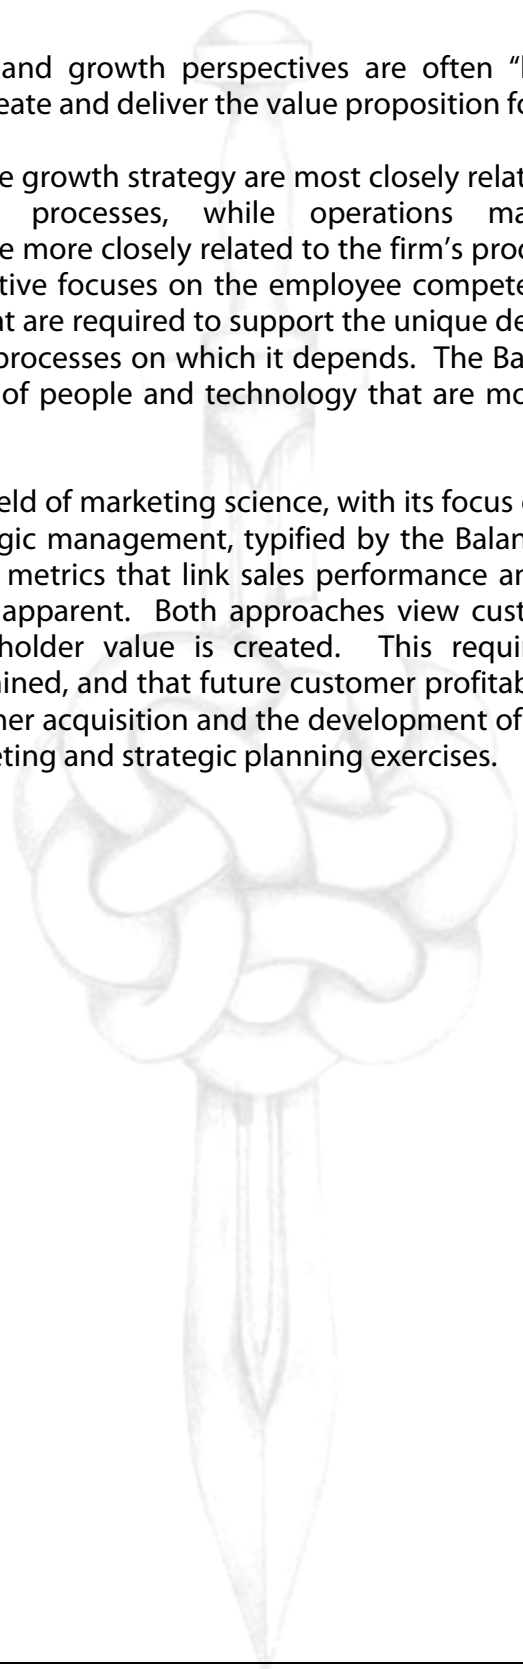 and growth perspectives are often “
eate and deliver the value proposition fo
e growth strategy are most closely relat
processes, while operations ma
e more closely related to the firm’s proc
tive focuses on the employee compete
at are required to support the unique de
processes on which it depends. The Ba
of people and technology that are mo
eld of marketing science, with its focus
gic management, typified by the Balan
metrics that link sales performance an
apparent. Both approaches view cust
holder value is created. This requi
ained, and that future customer profitab
ner acquisition and the development of
eting and strategic planning exercises.